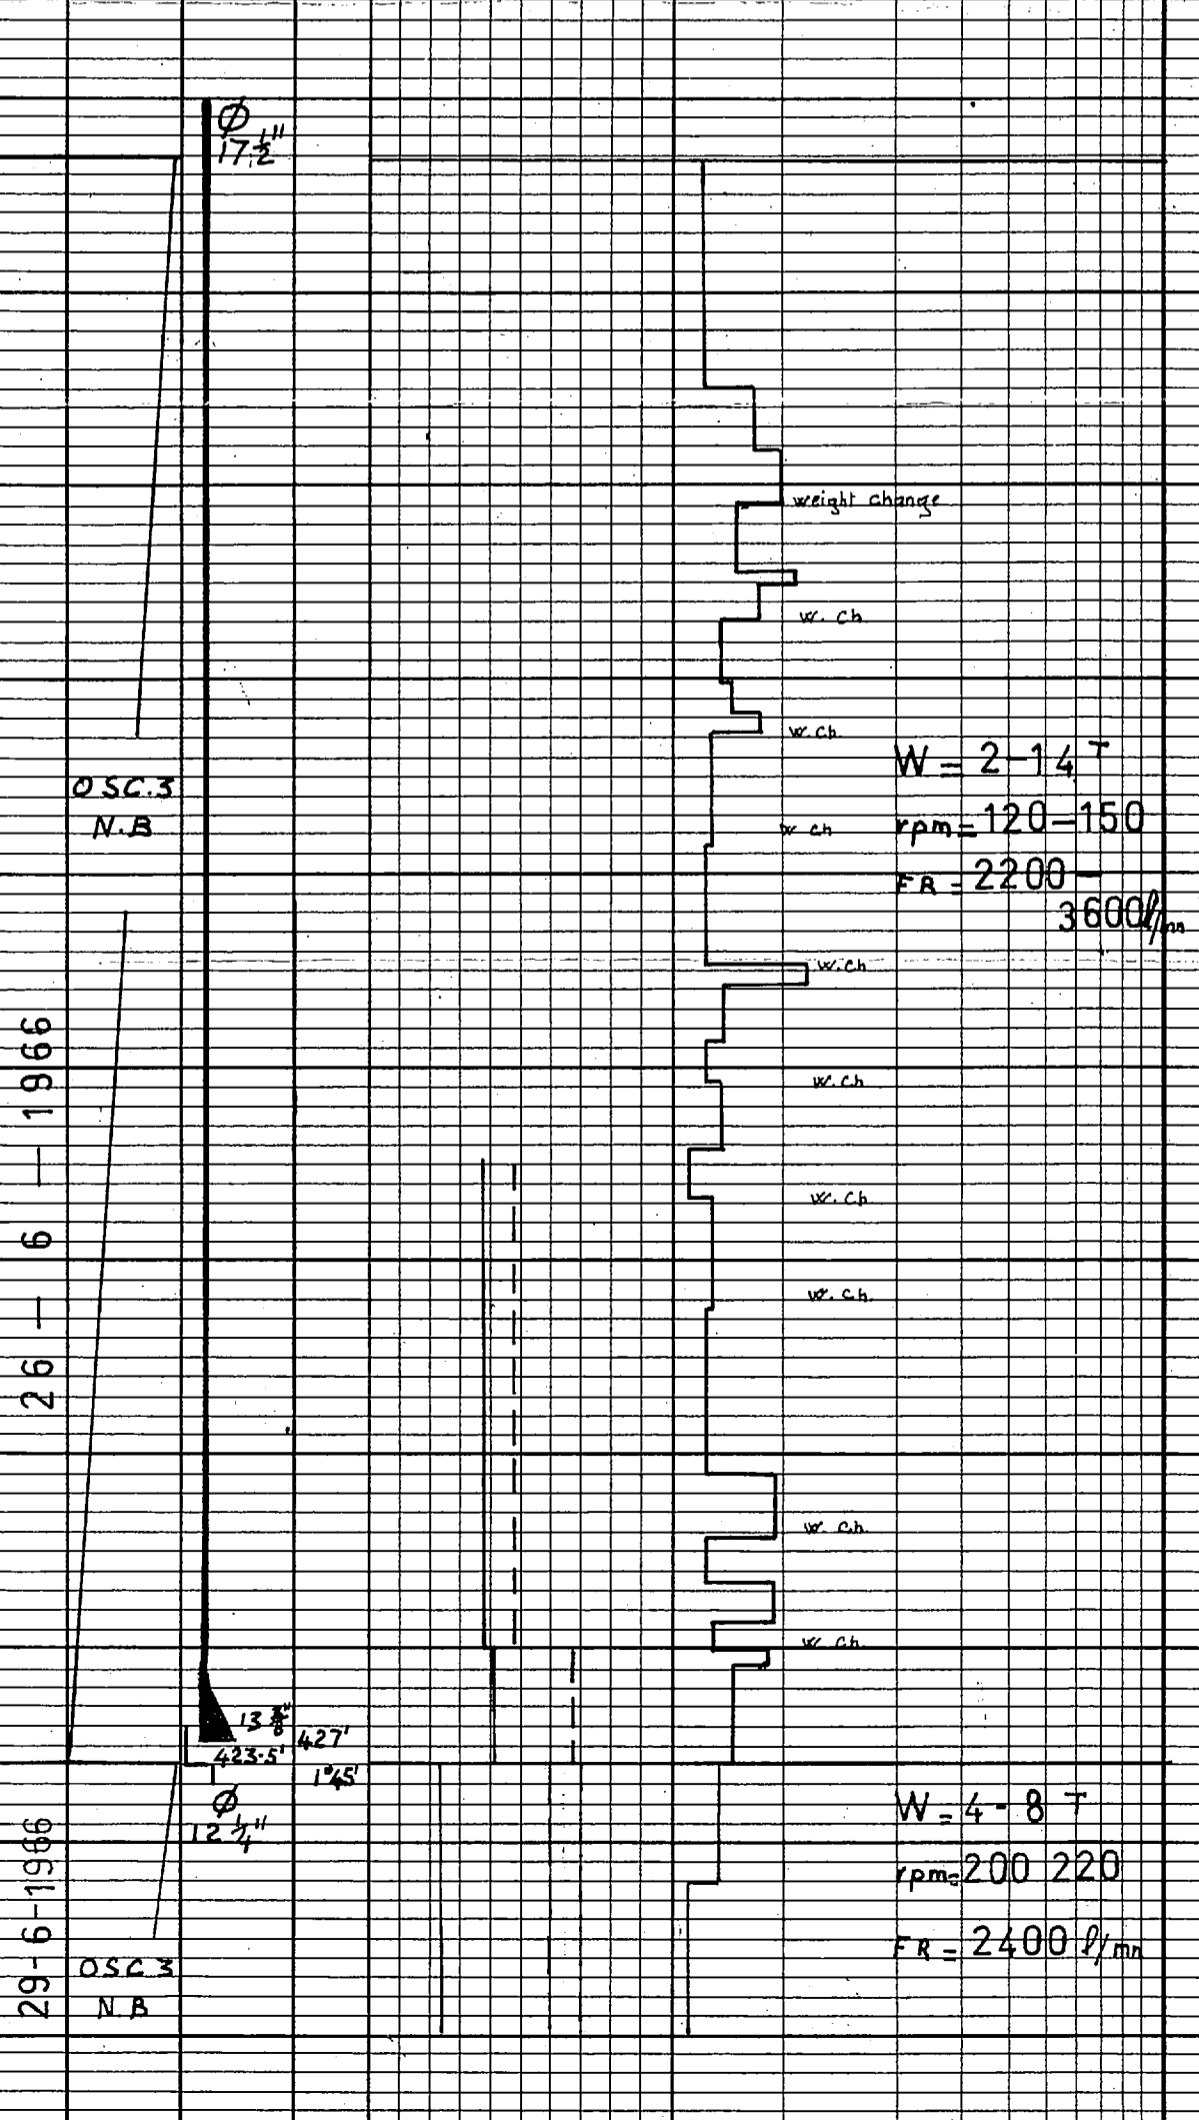 Ø
17 1/2"
weight change
w. ch
w. ch
W = 2-14 T
OSC.3
N.B
w ch
rpm = 120-150
FR = 2200 -
3600 l/mn
w. ch
26 - 6 - 1966
w. ch
w. ch
w. ch.
w. ch.
w ch.
13 3/8"
427'
423.5'
1°45'
Ø
12 1/4"
W = 4 - 8 T
rpm = 200 220
FR = 2400 l/mn
29-6-1966
OSC 3
N.B